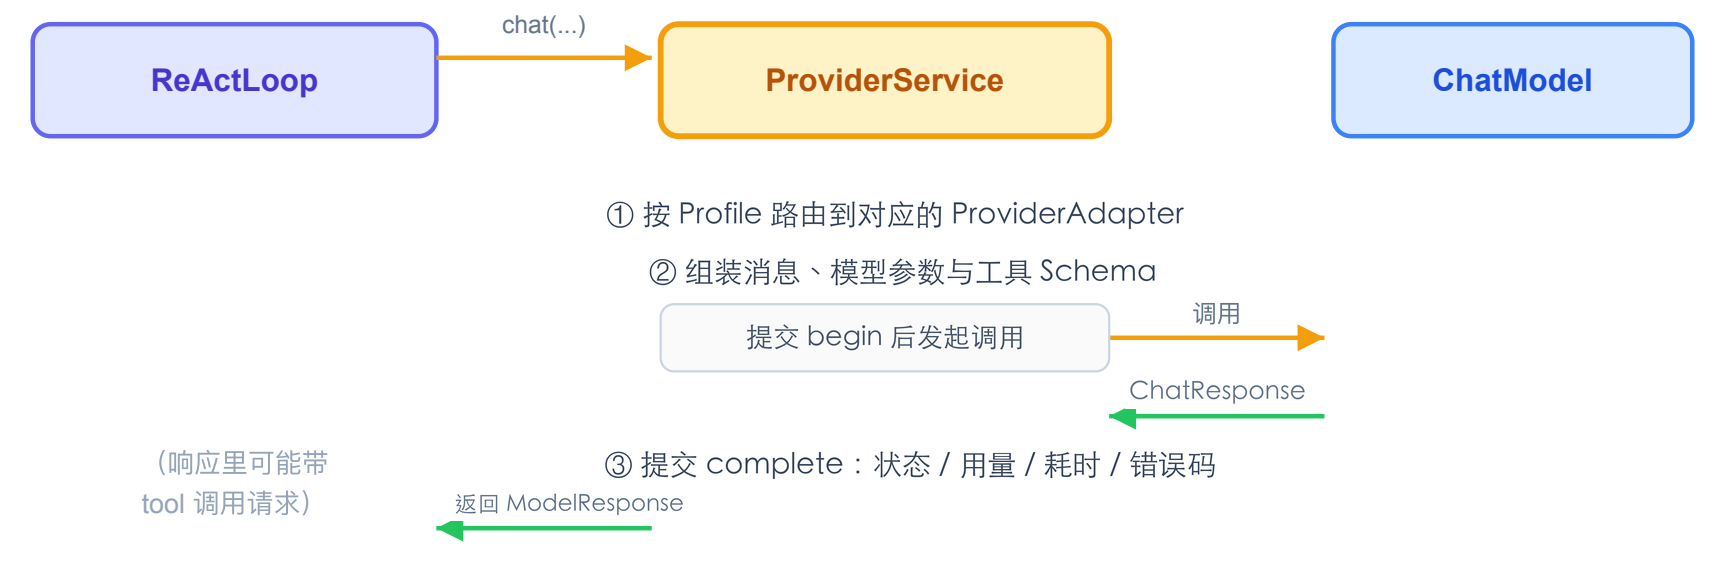 chat(...)
ReActLoop
ProviderService
ChatModel
① 按 Profile 路由到对应的 ProviderAdapter
② 组装消息、模型参数与工具 Schema
调用
提交 begin 后发起调用
ChatResponse
③ 提交 complete：状态 / 用量 / 耗时 / 错误码
（响应里可能带
tool 调用请求）
返回 ModelResponse